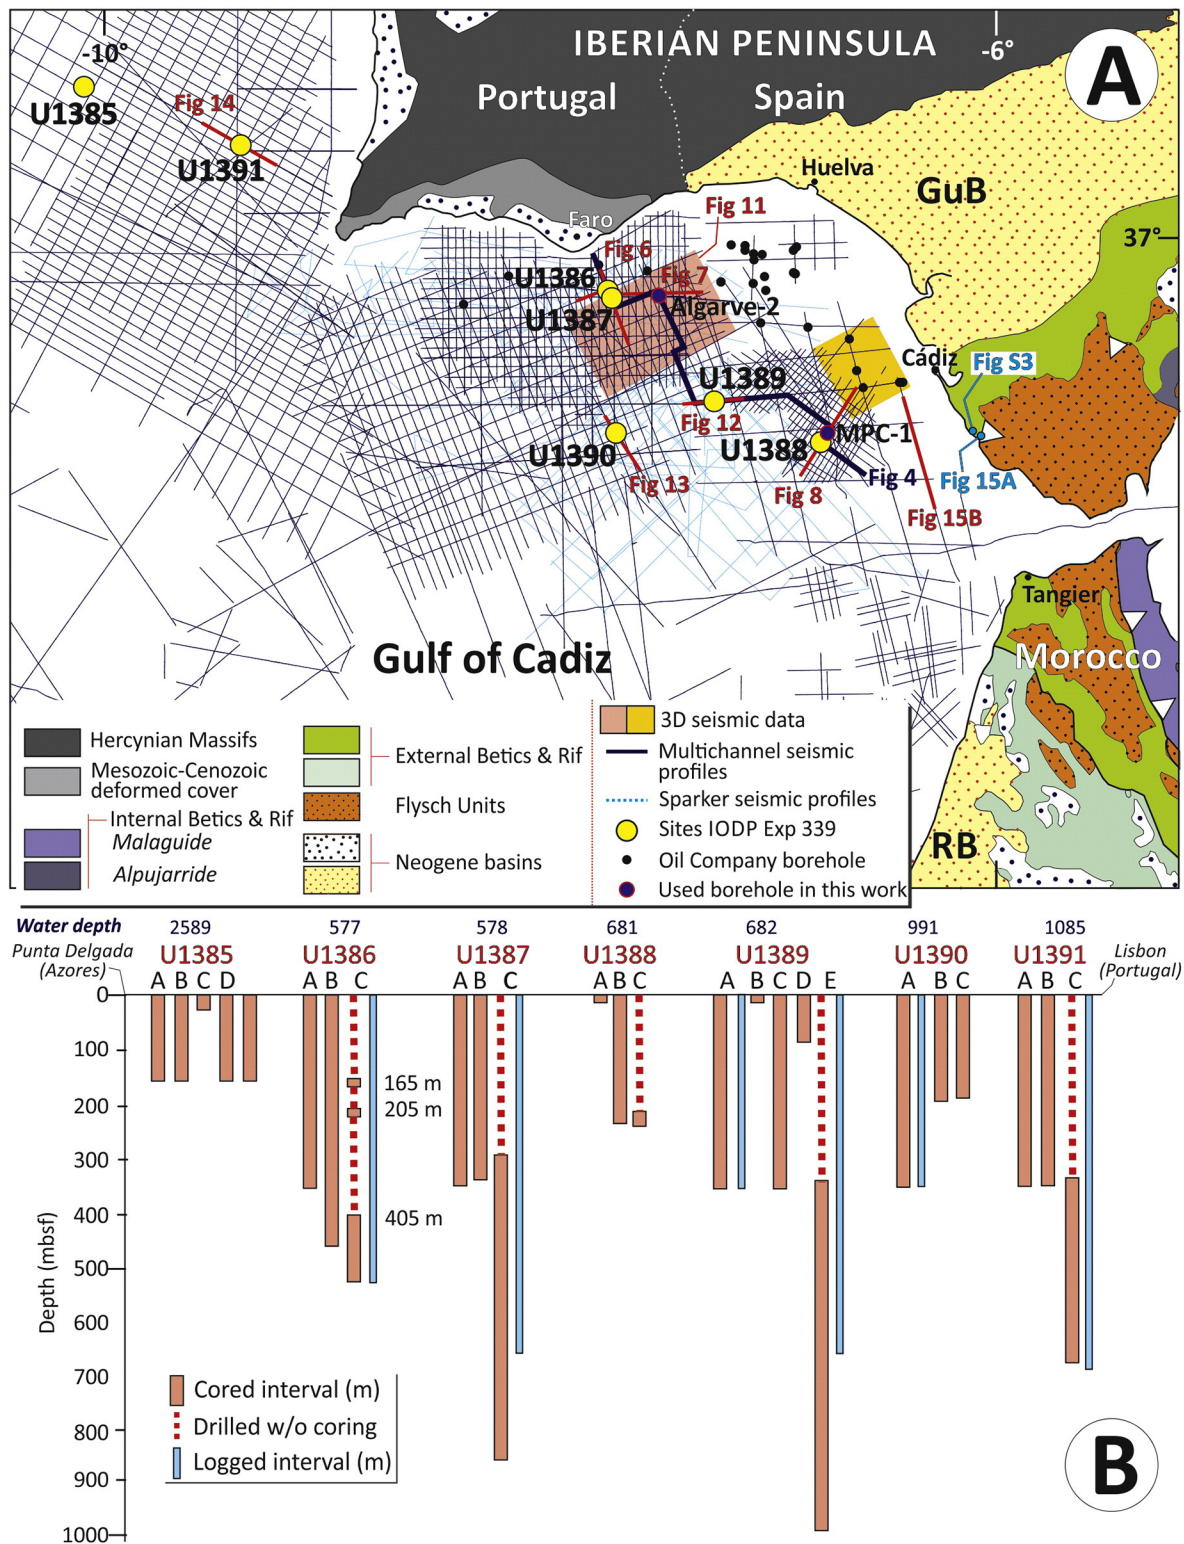 -10°
IBERIAN PENINSULA
-6°
A
U1385
Fig 14
U1391
Portugal
Spain
Huelva
GuB
Faro
Fig 11
37°
Fig 6
U1386
Fig 7
U1387
Algarve-2
Cádiz
Fig S3
U1389
Fig 12
U1390
U1388
MPC-1
Fig 13
Fig 8
Fig 4
Fig 15A
Fig 15B
Tangier
Morocco
Gulf of Cadiz
RB
Hercynian Massifs
Mesozoic-Cenozoic
deformed cover
Internal Betics & Rif
Malaguide
Alpujarride
External Betics & Rif
Flysch Units
Neogene basins
3D seismic data
Multichannel seismic
profiles
Sparker seismic profiles
Sites IODP Exp 339
Oil Company borehole
Used borehole in this work
Water depth 2589 577 578 681 682 991 1085
Punta Delgada
(Azores)
U1385 U1386 U1387 U1388 U1389 U1390 U1391
Lisbon
(Portugal)
A B C D A B C A B C A B C A B C D E A B C A B C
0
100
165 m
200
205 m
300
400
405 m
500
600
700
800
900
1000
Depth (mbsf)
Cored interval (m)
Drilled w/o coring
Logged interval (m)
B